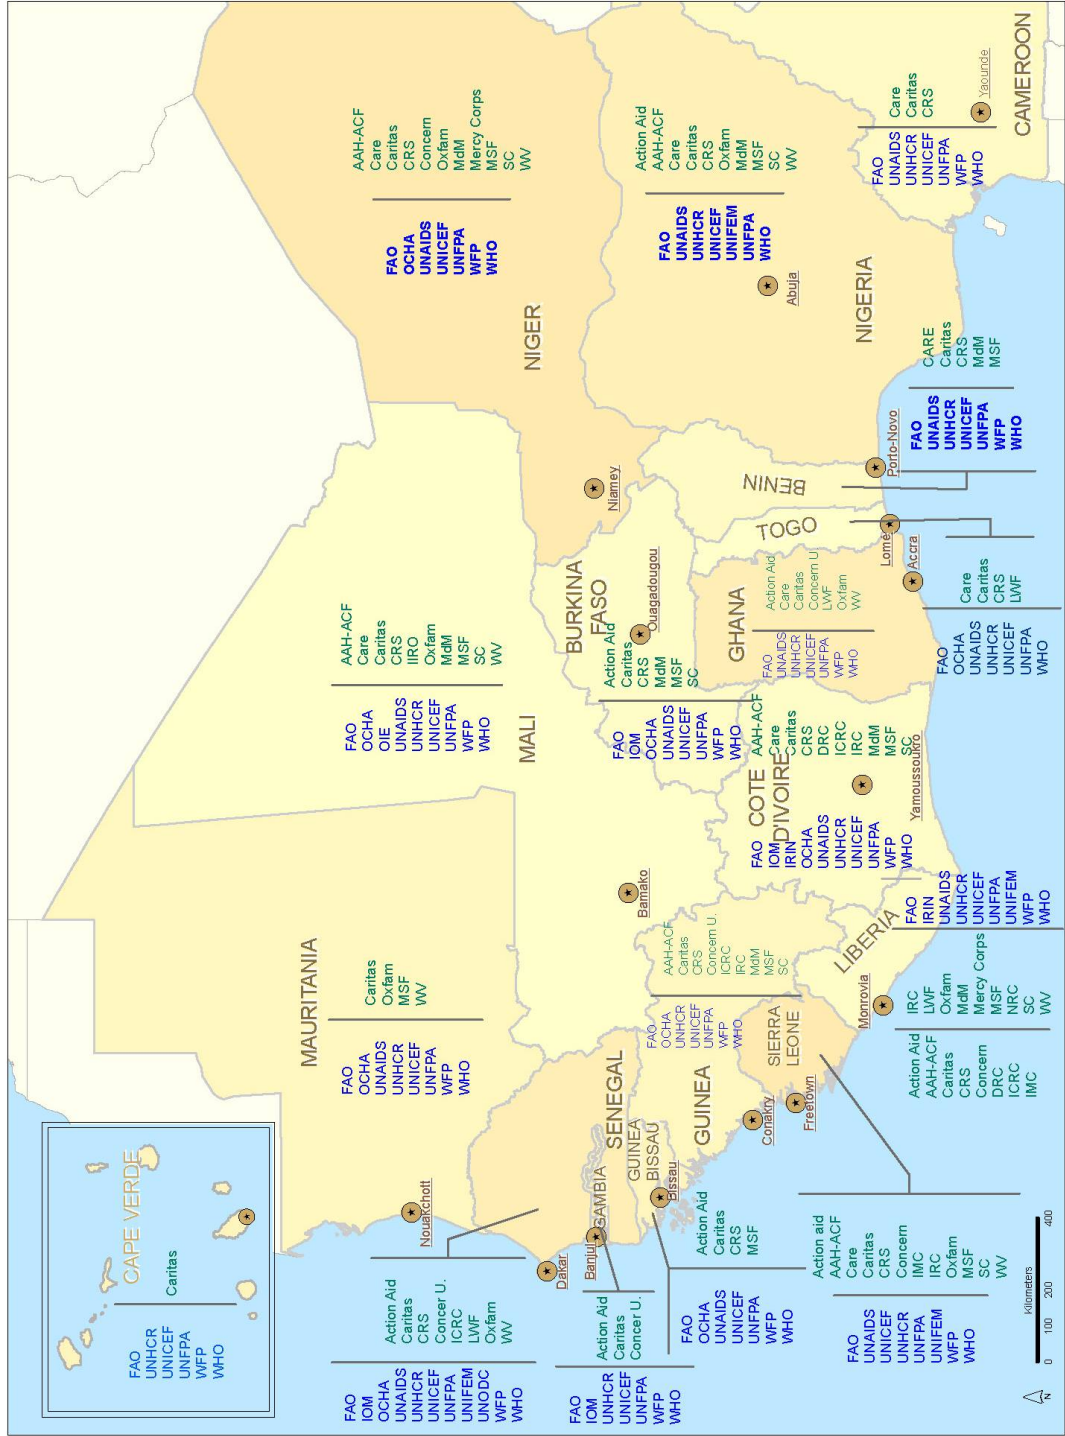 CAPE VERDE
FAO
UNHCR
UNICEF
UNFPA
WFP
WHO
Caritas
MAURITANIA
Nouakchott
FAO
OCHA
UNAIDS
UNHCR
UNICEF
UNFPA
WFP
WHO
Caritas
Oxfam
MSF
WV
MALI
Bamako
FAO
OCHA
OIE
UNAIDS
UNHCR
UNICEF
UNFPA
WFP
WHO
AAH-ACF
Care
Caritas
CRS
IIRO
Oxfam
MdM
MSF
SC
WV
NIGER
Niamey
FAO
OCHA
UNAIDS
UNICEF
UNFPA
WFP
WHO
AAH-ACF
Care
Caritas
CRS
Concern
Oxfam
MdM
Mercy Corps
MSF
SC
WV
SENEGAL
Dakar
FAO
IOM
OCHA
UNAIDS
UNHCR
UNICEF
UNFPA
UNIFEM
UNODC
WFP
WHO
Action Aid
Caritas
CRS
Concer U.
ICRC
LWF
Oxfam
WV
GAMBIA
Banjul
FAO
IOM
UNHCR
UNICEF
UNFPA
WFP
WHO
Action Aid
Caritas
Concer U.
GUINEA
BISSAU
Bissau
FAO
OCHA
UNAIDS
UNICEF
UNFPA
WFP
WHO
Action Aid
Caritas
CRS
MSF
GUINEA
Conakry
FAO
OCHA
UNHCR
UNICEF
UNFPA
WFP
WHO
AAH-ACF
Caritas
CRS
Concern U.
ICRC
IRC
MdM
MSF
SC
SIERRA
LEONE
Freetown
FAO
UNAIDS
UNICEF
UNHCR
UNFPA
UNIFEM
WFP
WHO
Action aid
AAH-ACF
Care
Caritas
CRS
Concern
IMC
IRC
Oxfam
MSF
SC
WV
LIBERIA
Monrovia
Action Aid
AAH-ACF
Caritas
CRS
Concern
DRC
ICRC
IMC
IRC
LWF
Oxfam
MdM
Mercy Corps
MSF
NRC
SC
WV
FAO
IRIN
UNAIDS
UNHCR
UNICEF
UNFPA
UNIFEM
WFP
WHO
COTE
D'IVOIRE
Yamoussoukro
FAO
IOM
IRIN
OCHA
UNAIDS
UNHCR
UNICEF
UNFPA
WFP
WHO
AAH-ACF
Care
Caritas
CRS
DRC
ICRC
IRC
MdM
MSF
SC
BURKINA
FASO
Ouagadougou
FAO
IOM
OCHA
UNAIDS
UNICEF
UNFPA
WFP
WHO
Action Aid
Caritas
CRS
MdM
MSF
SC
GHANA
Accra
FAO
UNAIDS
UNHCR
UNICEF
UNFPA
WFP
WHO
Action Aid
Care
Caritas
Concern U
LWF
Oxfam
WV
TOGO
Lome
FAO
OCHA
UNAIDS
UNHCR
UNICEF
UNFPA
WHO
Care
Caritas
CRS
LWF
BENIN
Porto-Novo
FAO
UNAIDS
UNHCR
UNICEF
UNFPA
WFP
WHO
CARE
Caritas
CRS
MdM
MSF
NIGERIA
Abuja
FAO
UNAIDS
UNHCR
UNICEF
UNIFEM
UNFPA
WHO
Action Aid
AAH-ACF
Care
Caritas
CRS
Oxfam
MdM
MSF
SC
WV
CAMEROON
Yaounde
FAO
UNAIDS
UNHCR
UNICEF
UNFPA
WFP
WHO
Care
Caritas
CRS
N
Kilometers
0 100 200 400